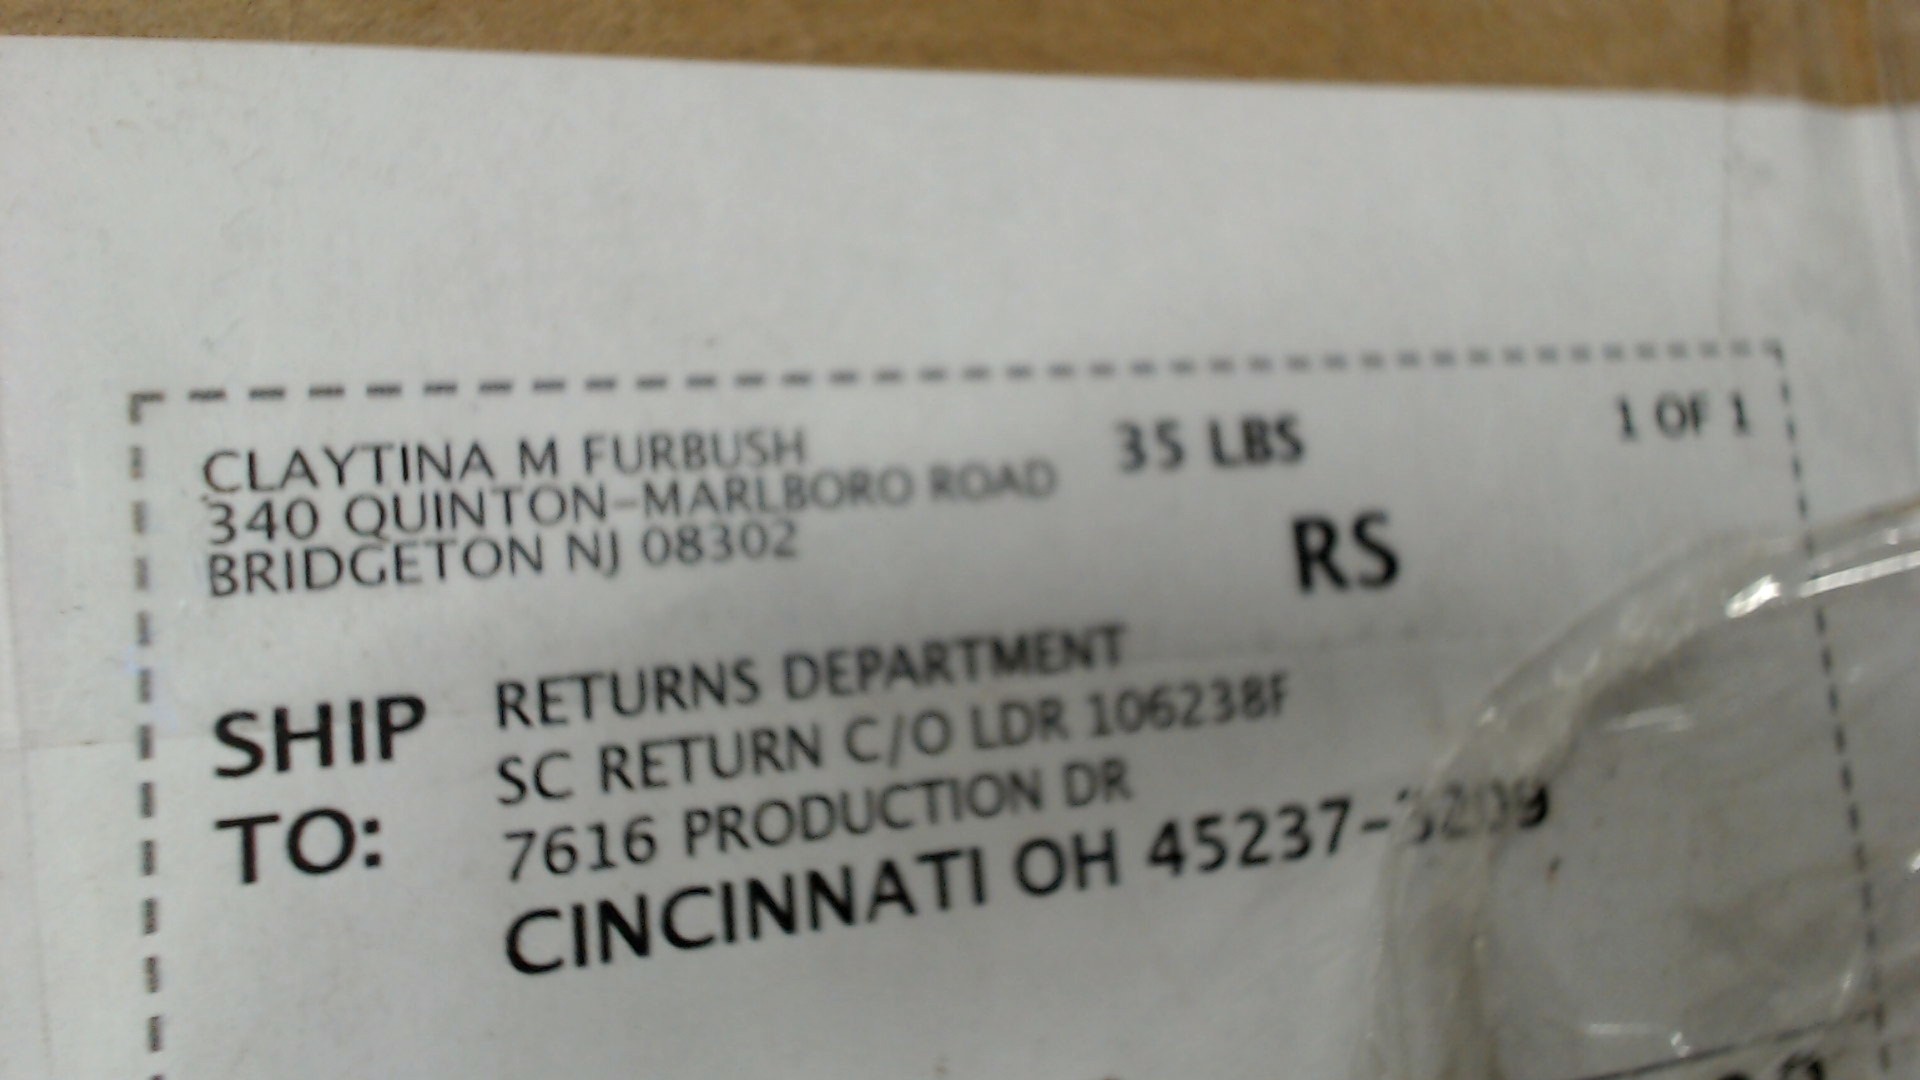 CLAYTINA M FURBUSH 35 LBS 1 OF 1
340 QUINTON-MARLBORO ROAD
BRIDGETON NJ 08302
RS
SHIP TO:
RETURNS DEPARTMENT
SC RETURN C/O LDR 106238F
7616 PRODUCTION DR
CINCINNATI OH 45237-3209